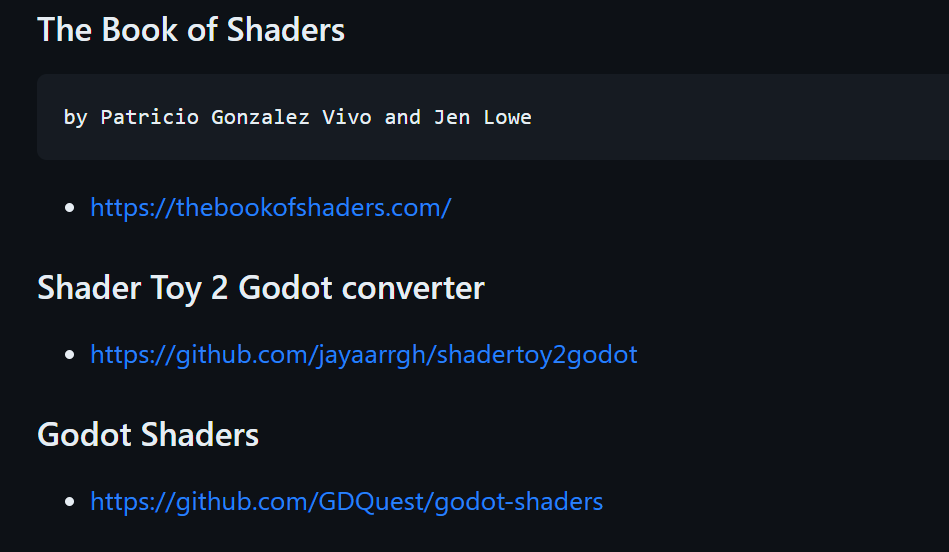 The Book of Shaders
by Patricio Gonzalez Vivo and Jen Lowe
https://thebookofshaders.com/
Shader Toy 2 Godot converter
https://github.com/jayaarrgh/shadertoy2godot
Godot Shaders
https://github.com/GDQuest/godot-shaders